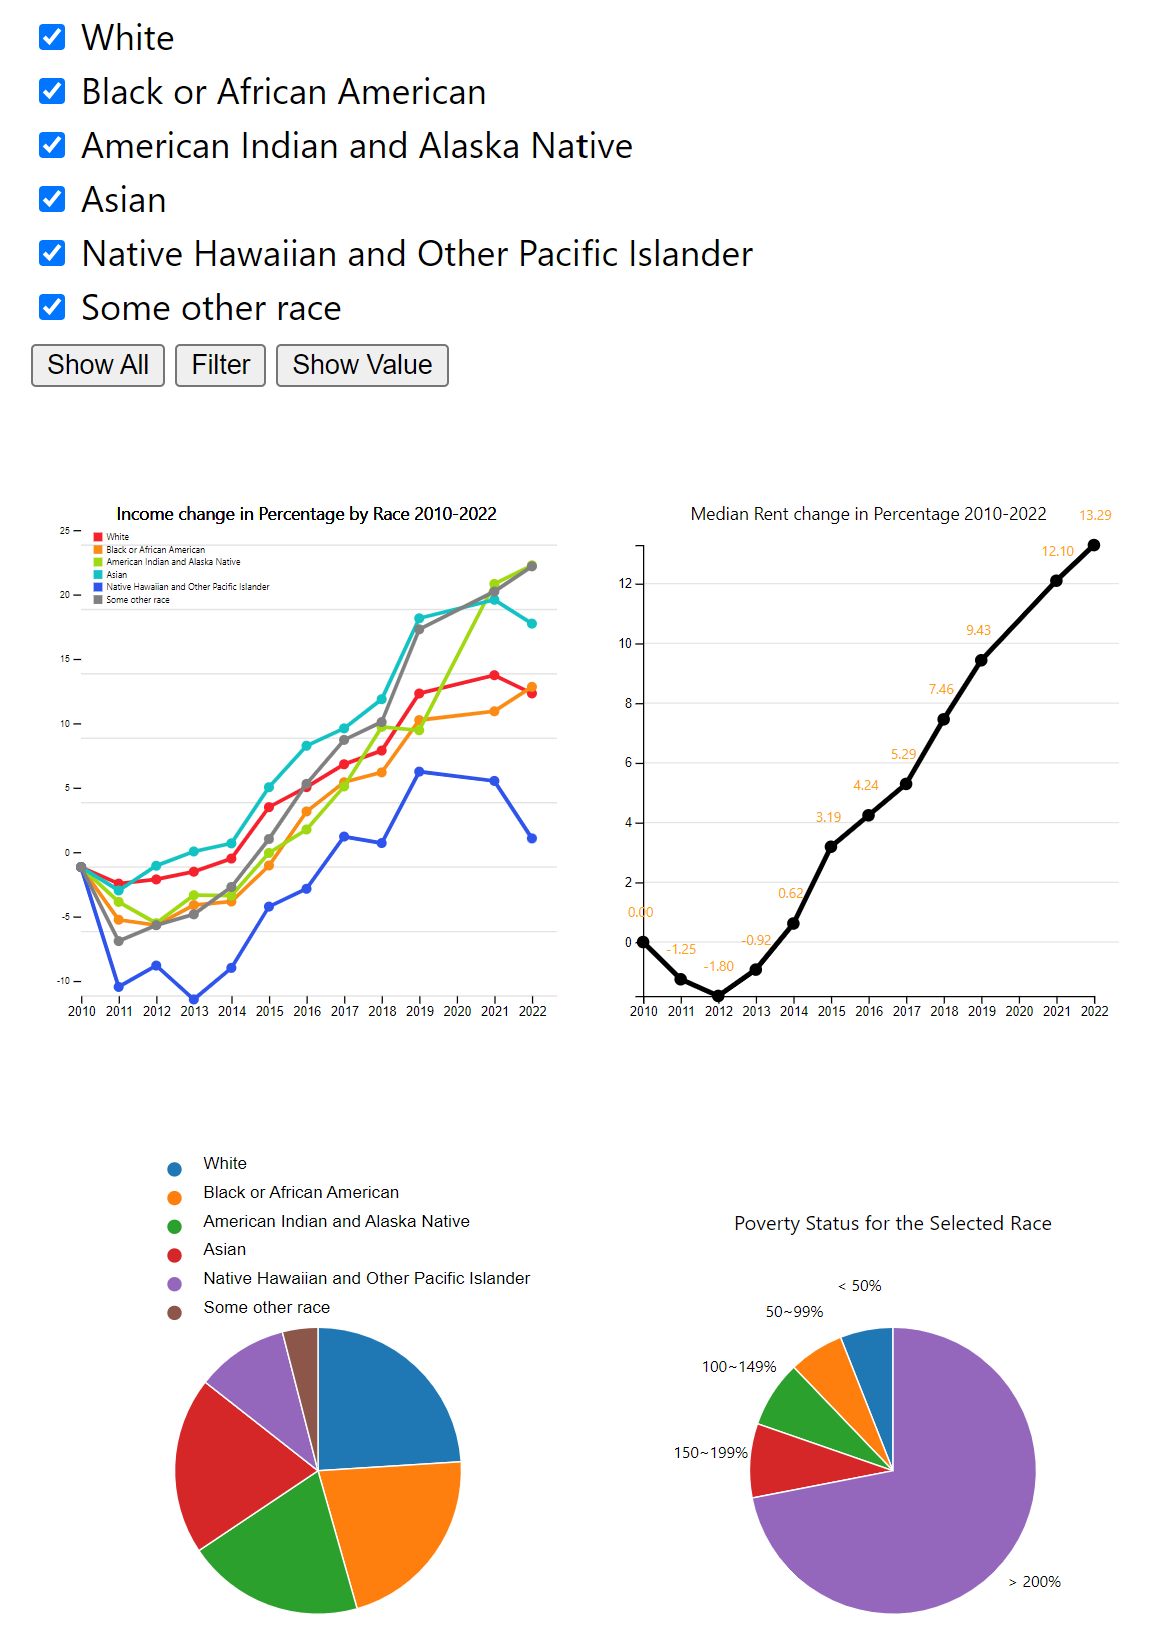 White
Black or African American
American Indian and Alaska Native
Asian
Native Hawaiian and Other Pacific Islander
Some other race
Show All Filter Show Value
Income change in Percentage by Race 2010-2022
25
20
15
10
5
0
-5
-10
White
Black or African American
American Indian and Alaska Native
Asian
Native Hawaiian and Other Pacific Islander
Some other race
2010 2011 2012 2013 2014 2015 2016 2017 2018 2019 2020 2021 2022
Median Rent change in Percentage 2010-2022
12
10
8
6
4
2
0
0.00
-1.25
-1.80
-0.92
0.62
3.19
4.24
5.29
7.46
9.43
12.10
13.29
2010 2011 2012 2013 2014 2015 2016 2017 2018 2019 2020 2021 2022
White
Black or African American
American Indian and Alaska Native
Asian
Native Hawaiian and Other Pacific Islander
Some other race
Poverty Status for the Selected Race
< 50%
50~99%
100~149%
150~199%
> 200%